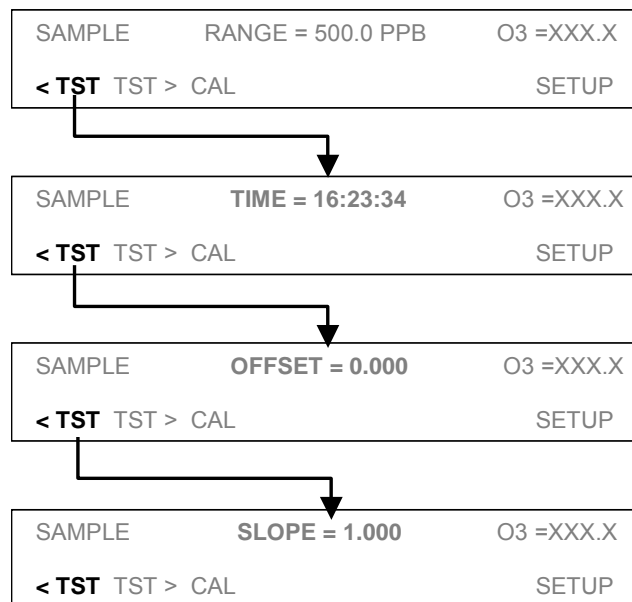 SAMPLE RANGE = 500.0 PPB O3 =XXX.X
< TST TST > CAL SETUP
SAMPLE TIME = 16:23:34 O3 =XXX.X
< TST TST > CAL SETUP
SAMPLE OFFSET = 0.000 O3 =XXX.X
< TST TST > CAL SETUP
SAMPLE SLOPE = 1.000 O3 =XXX.X
< TST TST > CAL SETUP